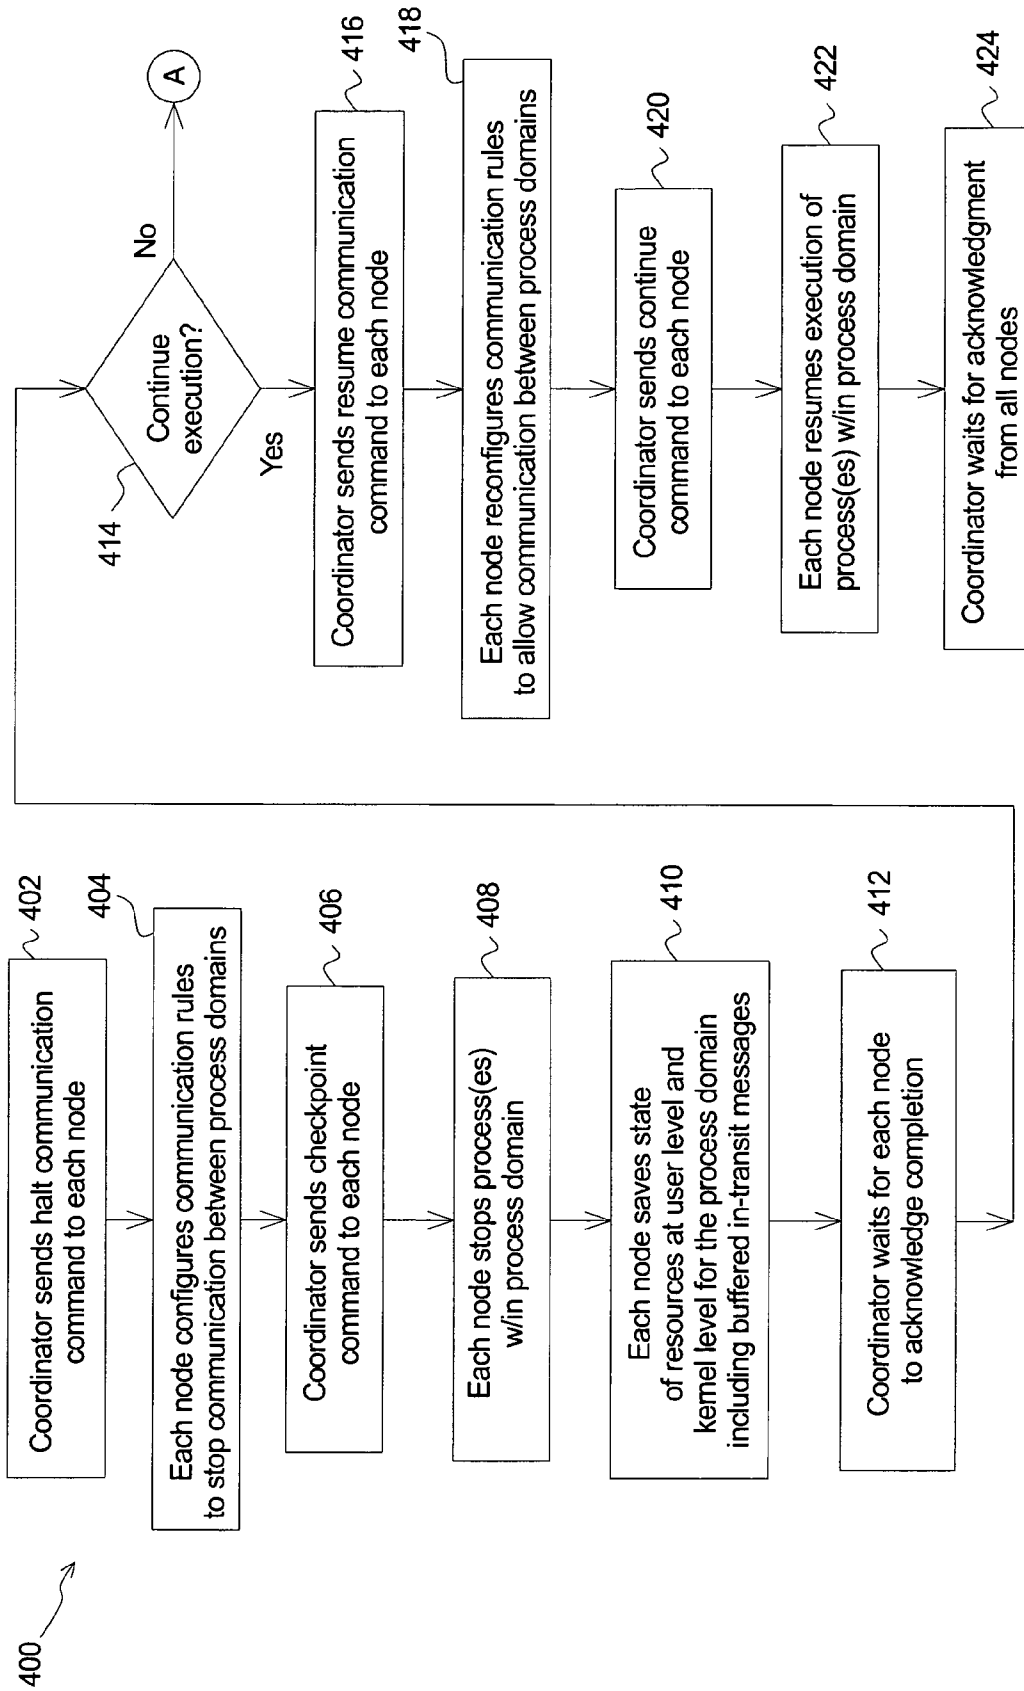 400
Coordinator sends halt communication
command to each node
402
Each node configures communication rules
to stop communication between process domains
404
Coordinator sends checkpoint
command to each node
406
Each node stops process(es)
w/in process domain
408
Each node saves state
of resources at user level and
kernel level for the process domain
including buffered in-transit messages
410
Coordinator waits for each node
to acknowledge completion
412
Continue
execution?
414
No
A
Yes
Coordinator sends resume communication
command to each node
416
Each node reconfigures communication rules
to allow communication between process domains
418
Coordinator sends continue
command to each node
420
Each node resumes execution of
process(es) w/in process domain
422
Coordinator waits for acknowledgment
from all nodes
424